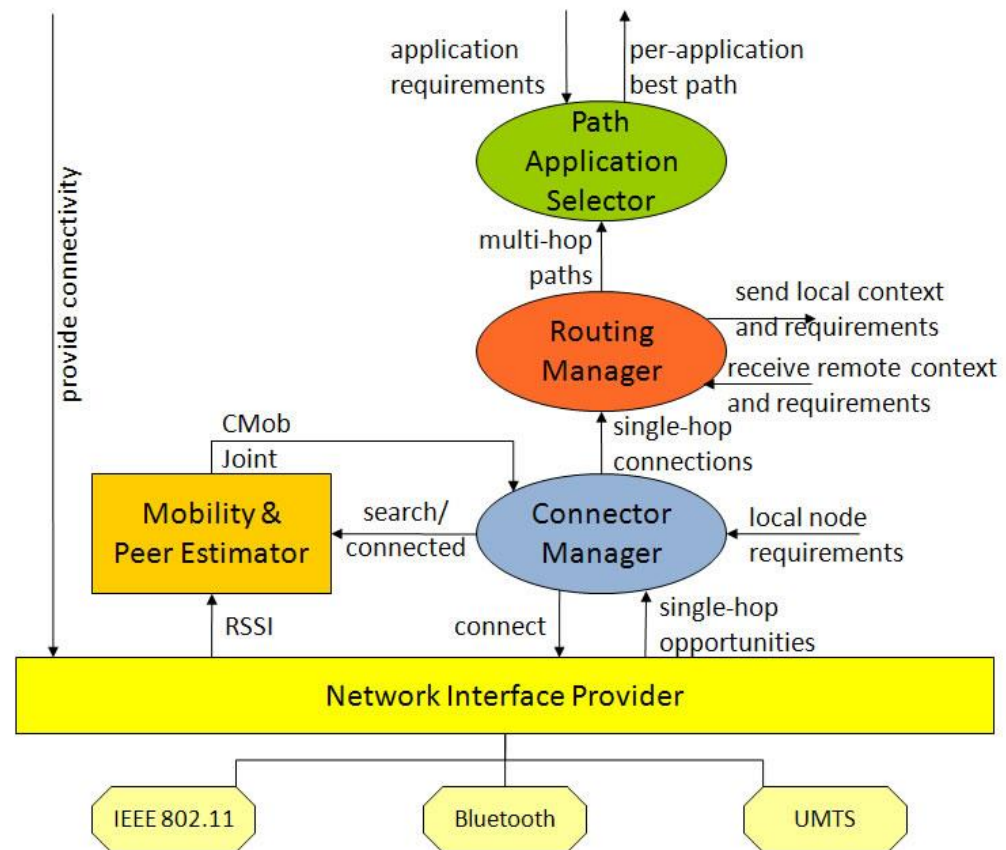 application
requirements
per-application
best path
Path
Application
Selector
provide connectivity
multi-hop
paths
Routing
Manager
send local context
and requirements
receive remote context
and requirements
CMob
Joint
single-hop
connections
Mobility &
Peer Estimator
search/
connected
Connector
Manager
local node
requirements
RSSI
connect
single-hop
opportunities
Network Interface Provider
IEEE 802.11
Bluetooth
UMTS